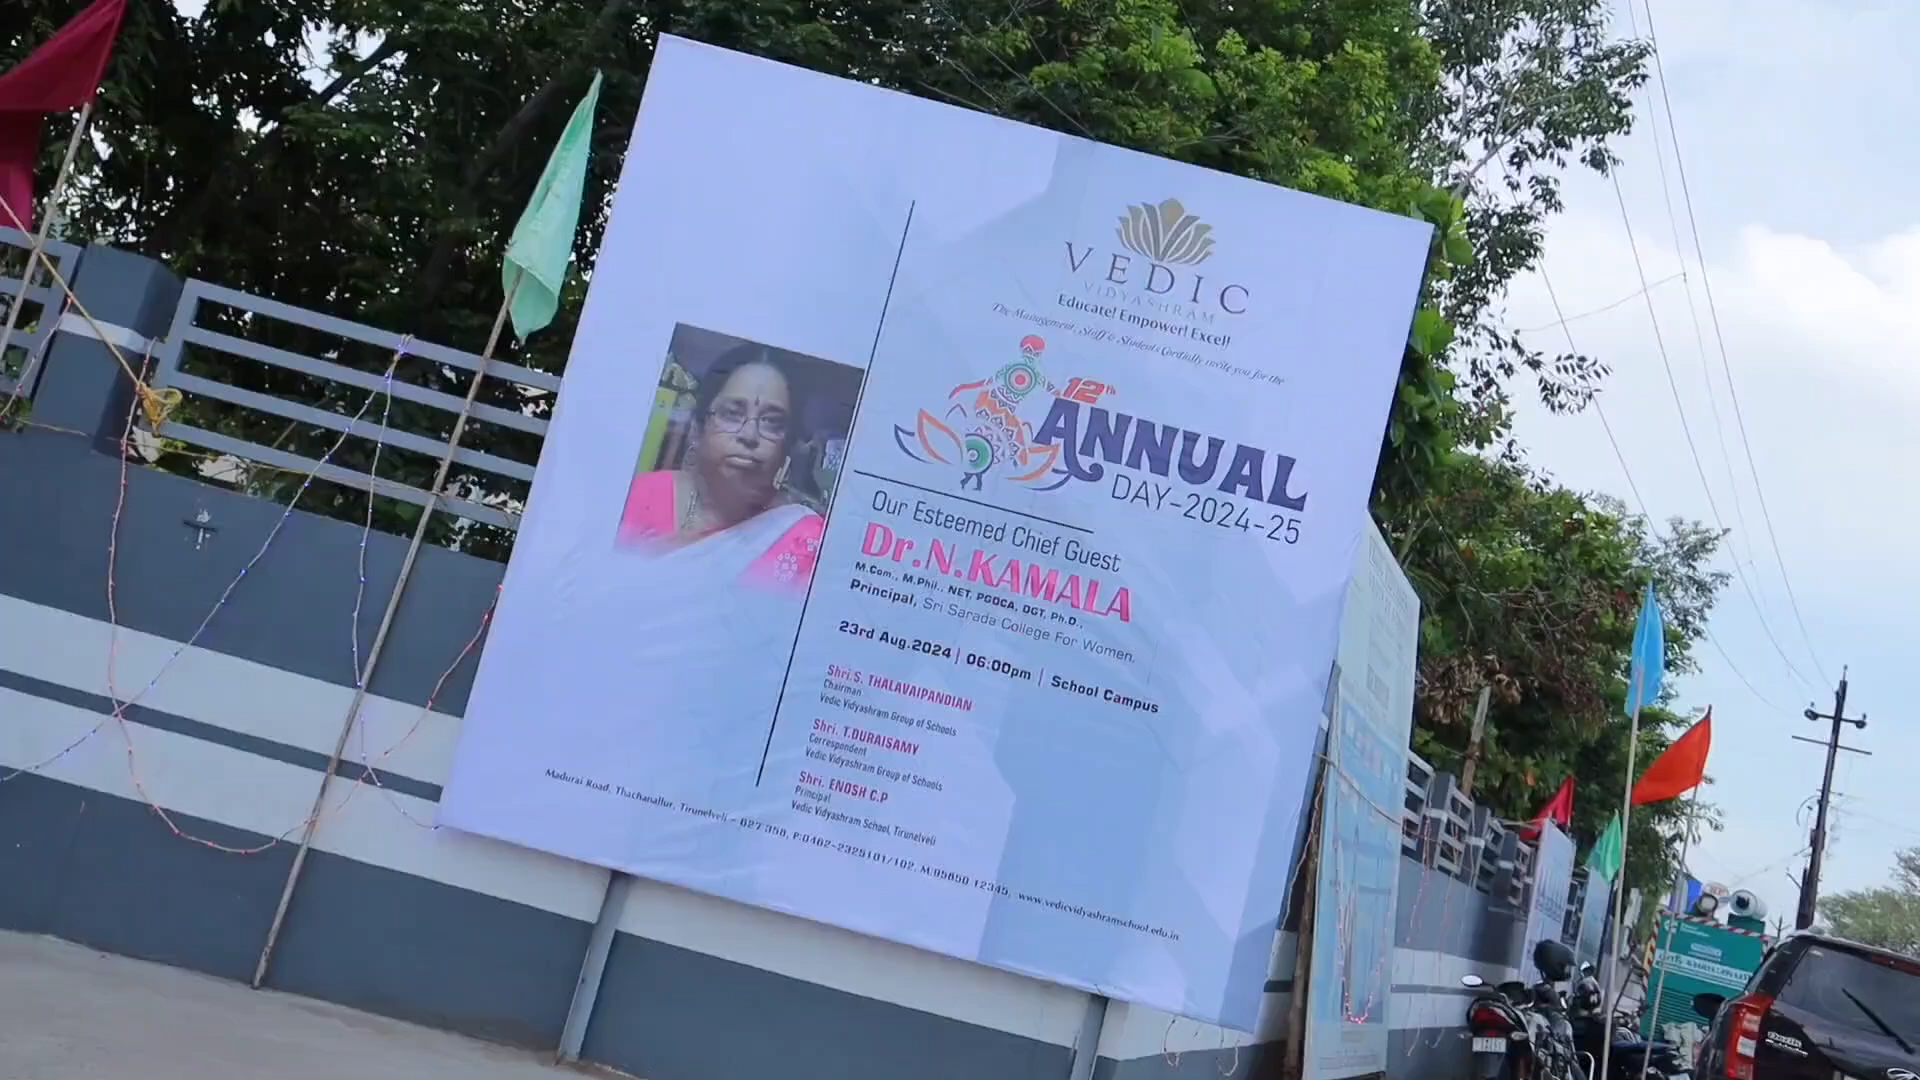 VEDIC
VIDYASHRAM
Educate! Empower! Excel!
The Management, Staff & Students Cordially invite you for the
12th
ANNUAL
DAY-2024-25
Our Esteemed Chief Guest
Dr.N.KAMALA
M.Com., M.Phil., NET, PGDCA, DGT, Ph.D.,
Principal, Sri Sarada College For Women.
23rd Aug.2024 | 06:00pm | School Campus
Shri.S. THALAVAIPANDIAN
Chairman
Vedic Vidyashram Group of Schools
Shri. T.DURAISAMY
Correspondent
Vedic Vidyashram Group of Schools
Shri. ENOSH C.P
Principal
Vedic Vidyashram School, Tirunelveli
Madurai Road, Thachanallur, Tirunelveli - 627 358, P:0462-2325101/102, M:95850 12345, www.vedicvidyashramschool.edu.in